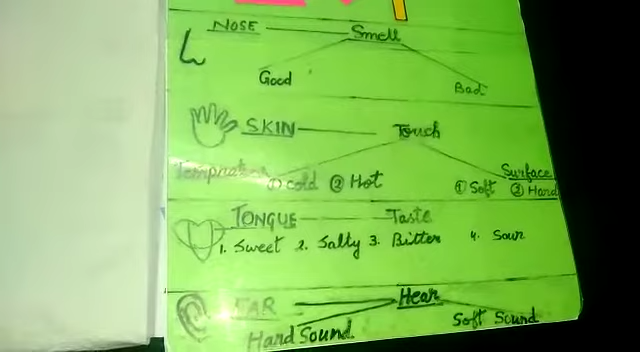 NOSE Smell
Good Bad
SKIN Touch
Tempnature Surface
① cold ② Hot ① Soft ② Hard
TONGUE Taste
1. Sweet 2. Salty 3. Bitter 4. Sour
EAR Hear
Hard Sound Soft Sound